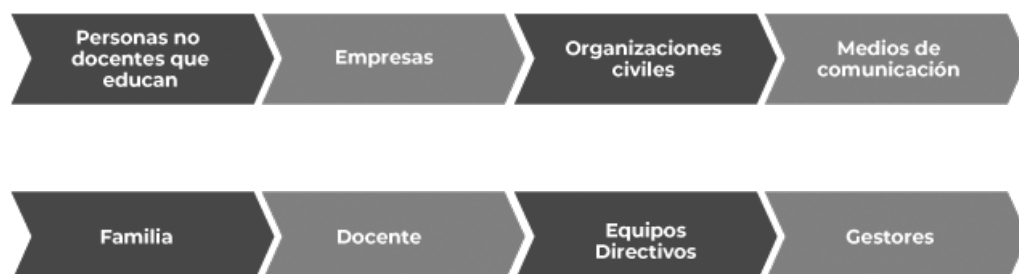 Personas no
docentes que
educan
Empresas
Organizaciones
civiles
Medios de
comunicación
Familia
Docente
Equipos
Directivos
Gestores